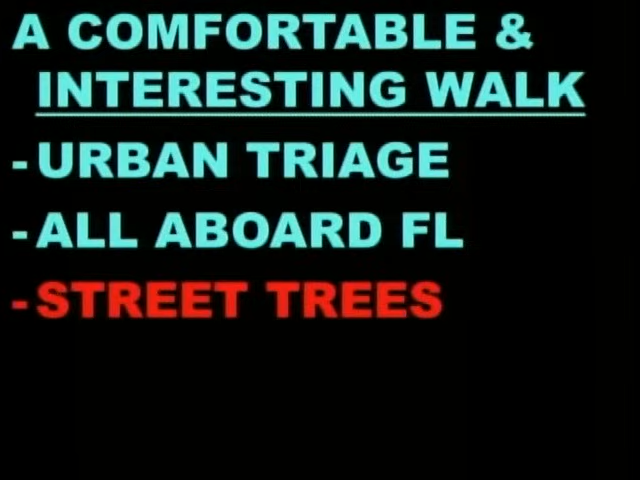 A COMFORTABLE &
INTERESTING WALK
- URBAN TRIAGE
- ALL ABOARD FL
- STREET TREES